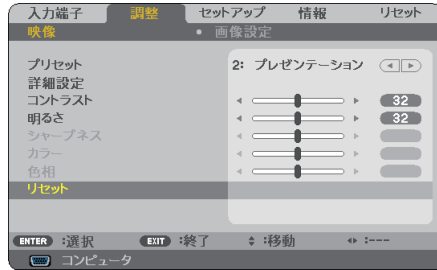 入力端子 調整 セットアップ 情報 リセット
映像 • 画像設定
プリセット 2: プレゼンテーション
詳細設定
コントラスト 32
明るさ 32
シャープネス
カラー
色相
リセット
ENTER :選択 EXIT :終了 :移動 :---
コンピュータ